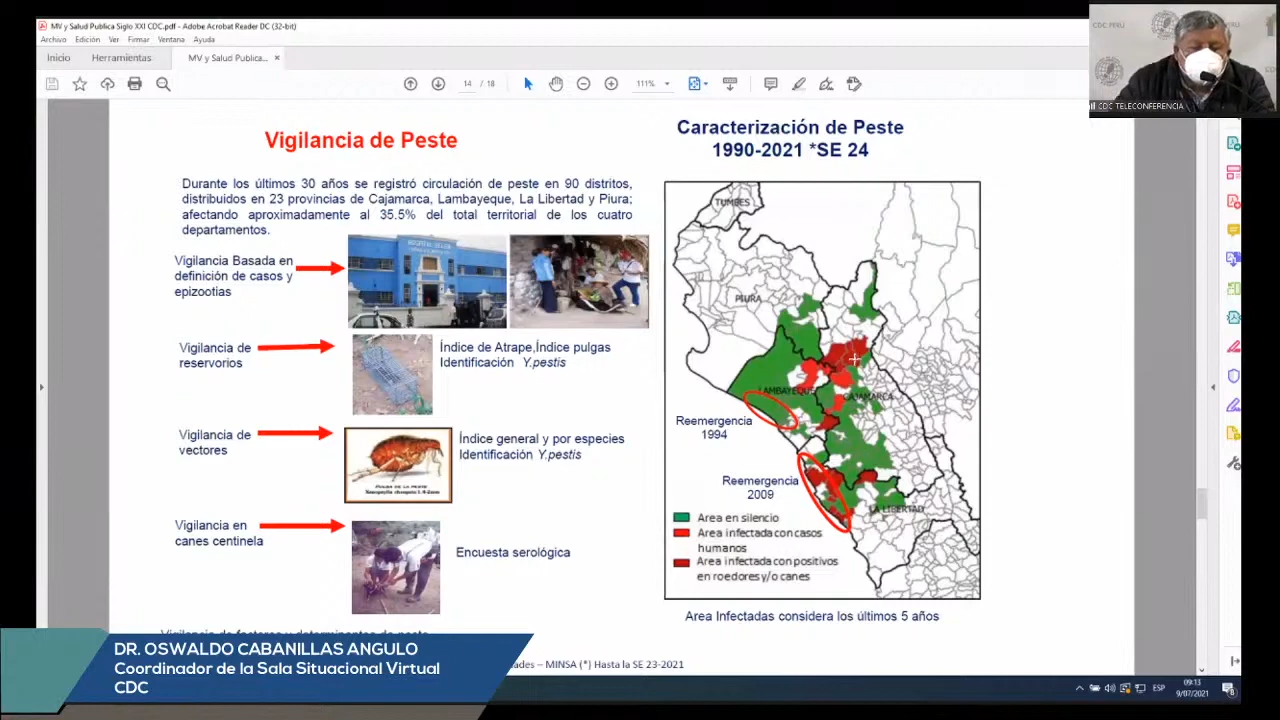 MV y Salud Publica Siglo XXI CDC.pdf - Adobe Acrobat Reader DC (32-bit)
Archivo Edición Ver Firmar Ventana Ayuda
Inicio Herramientas MV y Salud Publica...
14 / 18
111%
CDC PERÚ
CDC TELECONFERENCIA
Vigilancia de Peste
Durante los últimos 30 años se registró circulación de peste en 90 distritos,
distribuidos en 23 provincias de Cajamarca, Lambayeque, La Libertad y Piura;
afectando aproximadamente al 35.5% del total territorial de los cuatro
departamentos.
Vigilancia Basada en
definición de casos y
epizootias
Vigilancia de
reservorios
Índice de Atrape,Índice pulgas
Identificación Y.pestis
Vigilancia de
vectores
Índice general y por especies
Identificación Y.pestis
PULGA DE LA PESTE
Vigilancia en
canes centinela
Encuesta serológica
Caracterización de Peste
1990-2021 *SE 24
TUMBES
PIURA
LAMBAYEQUE
CAJAMARCA
LA LIBERTAD
Reemergencia
1994
Reemergencia
2009
Area en silencio
Area infectada con casos
humanos
Area infectada con positivos
en roedores y/o canes
Area Infectadas considera los últimos 5 años
– MINSA (*) Hasta la SE 23-2021
DR. OSWALDO CABANILLAS ANGULO
Coordinador de la Sala Situacional Virtual
CDC
ESP
09:13
9/07/2021